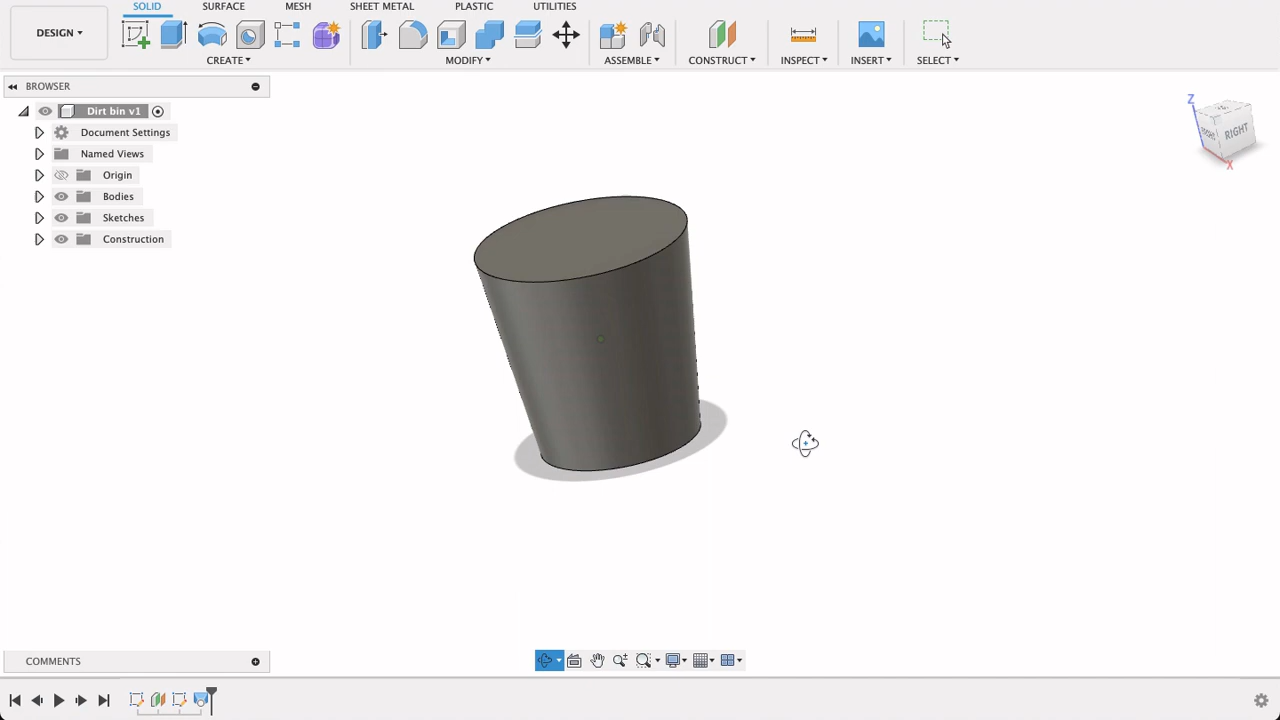 SOLID SURFACE MESH SHEET METAL PLASTIC UTILITIES
DESIGN
CREATE MODIFY ASSEMBLE CONSTRUCT INSPECT INSERT SELECT
BROWSER
Dirt bin v1
Document Settings
Named Views
Origin
Bodies
Sketches
Construction
Z
RIGHT
X
COMMENTS